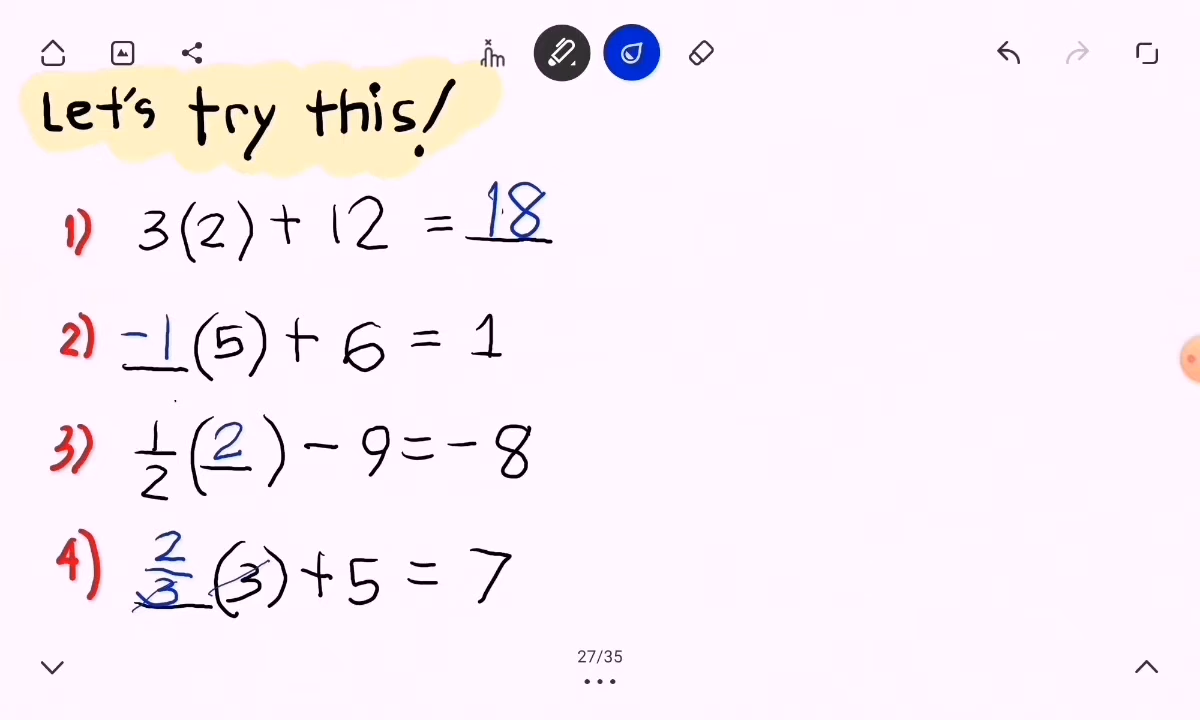 Let's try this!
1) 3(2) + 12 = 18
2) -1(5) + 6 = 1
3) 1/2(2) - 9 = -8
4) 2/3(3) + 5 = 7
27/35